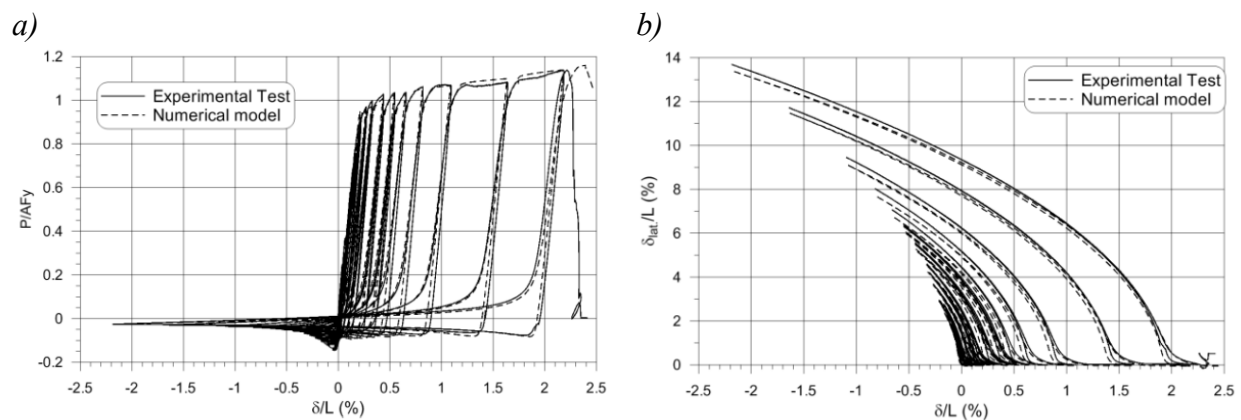 a)
1.2
1
0.8
0.6
0.4
0.2
0
-0.2
P/AFy
Experimental Test
Numerical model
-2.5 -2 -1.5 -1 -0.5 0 0.5 1 1.5 2 2.5
δ/L (%)
b)
14
12
10
8
6
4
2
0
δlat./L (%)
Experimental Test
Numerical model
-2.5 -2 -1.5 -1 -0.5 0 0.5 1 1.5 2 2.5
δ/L (%)